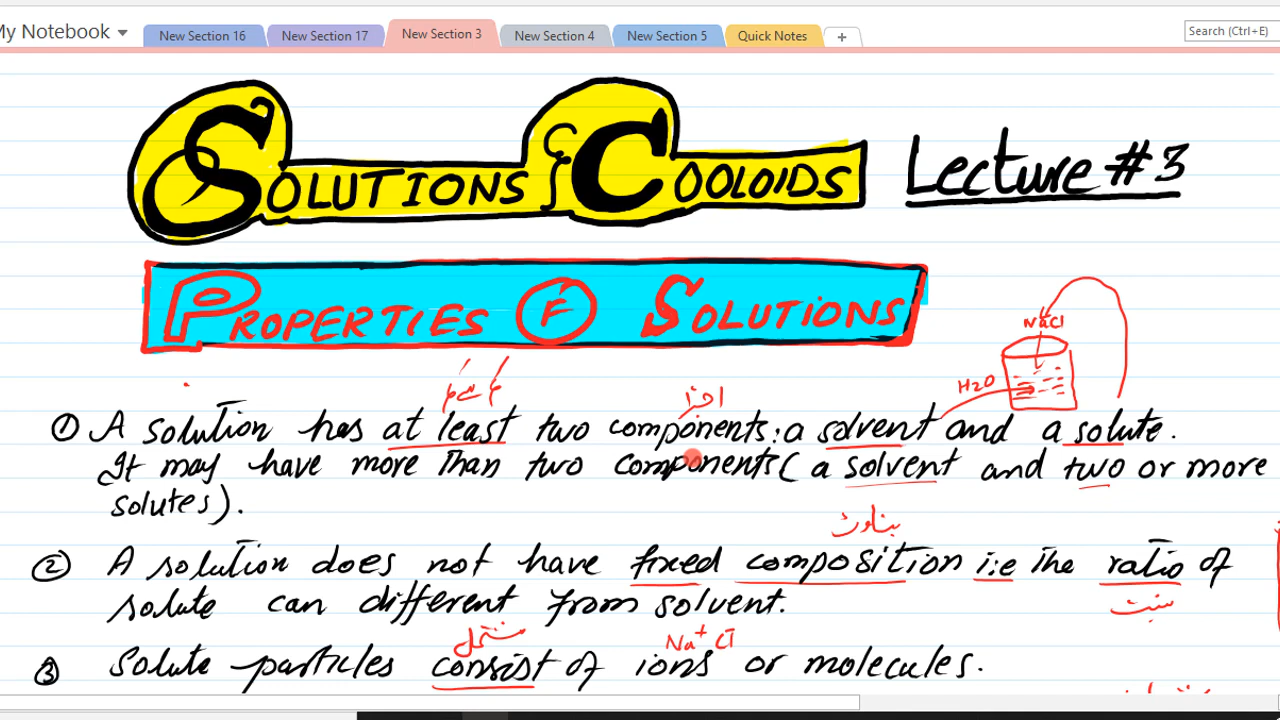 My Notebook
New Section 16 New Section 17 New Section 3 New Section 4 New Section 5 Quick Notes +
Search (Ctrl+E)
SOLUTIONS & COOLOIDS Lecture #3
PROPERTIES OF SOLUTIONS
NaCl
H2O
کم سے کم
اجزا
① A solution has at least two components: a solvent and a solute.
It may have more than two components (a solvent and two or more
solutes).
بناوٹ
② A solution does not have fixed composition i:e the ratio of
نسبت
solute can different from solvent.
مشتمل Na+ Cl-
③ Solute particles consist of ions or molecules.